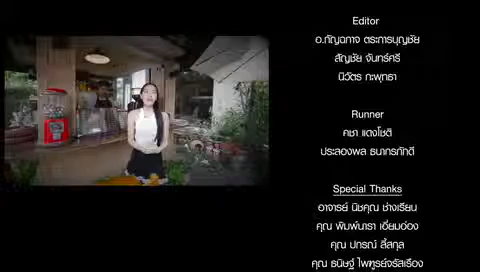 Editor
อ.กัญฉกาจ ตระการบุญชัย
สัญชัย จันทร์ศรี
นิวัตร กะพุทธา
Runner
คชา แดงโชติ
ประลองพล ธนากรภักดี
Special Thanks
อาจารย์ นิชคุณ ช่างเรียน
คุณ พิมพ์นารา เอี่ยมอ่อง
คุณ ปกรณ์ ลี้สกุล
คุณ ธนิษฐ์ ไพฑูรย์จรัสเรือง